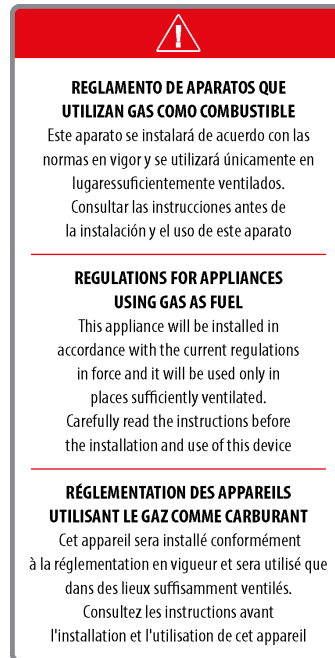 REGLAMENTO DE APARATOS QUE
UTILIZAN GAS COMO COMBUSTIBLE
Este aparato se instalará de acuerdo con las
normas en vigor y se utilizará únicamente en
lugaressuficientemente ventilados.
Consultar las instrucciones antes de
la instalación y el uso de este aparato
REGULATIONS FOR APPLIANCES
USING GAS AS FUEL
This appliance will be installed in
accordance with the current regulations
in force and it will be used only in
places sufficiently ventilated.
Carefully read the instructions before
the installation and use of this device
RÉGLEMENTATION DES APPAREILS
UTILISANT LE GAZ COMME CARBURANT
Cet appareil sera installé conformément
à la réglementation en vigueur et sera utilisé que
dans des lieux suffisamment ventilés.
Consultez les instructions avant
l'installation et l'utilisation de cet appareil